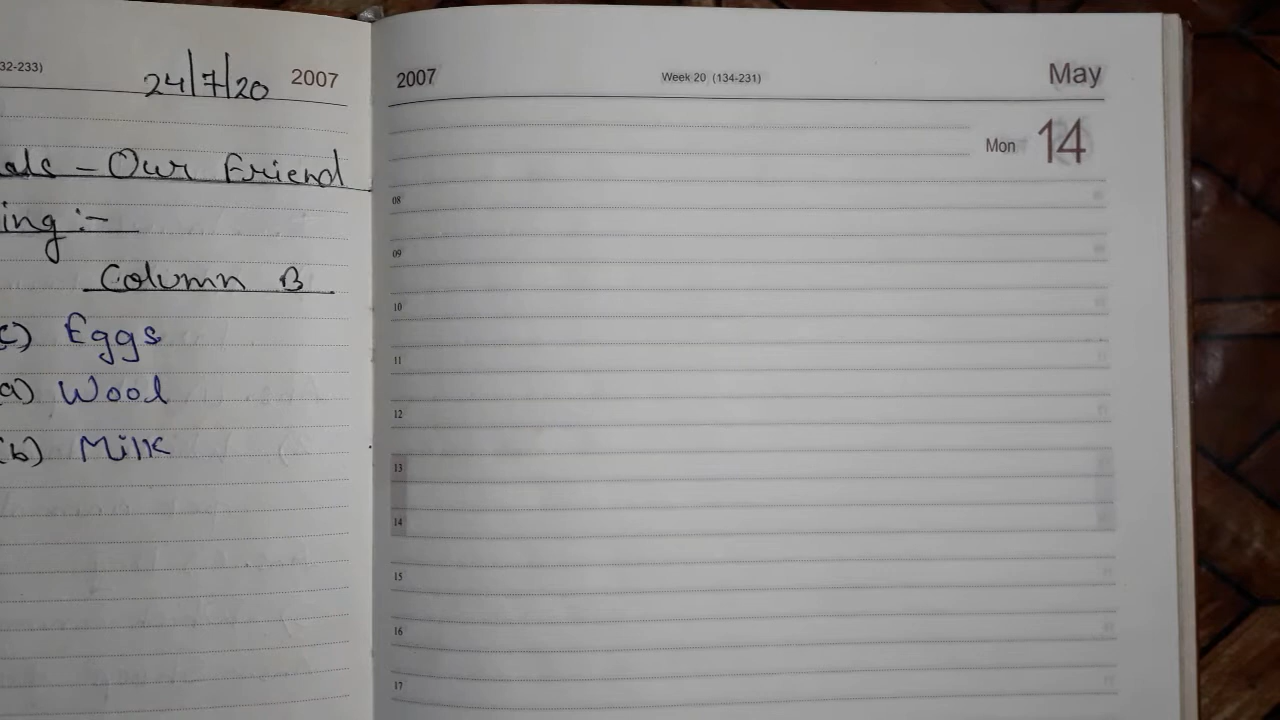 32-233) 24/7/20 2007
als - Our Friend
ing :-
Column B
c) Eggs
a) Wool
(b) Milk
2007 Week 20 (134-231) May
Mon 14
08
09
10
11
12
13
14
15
16
17